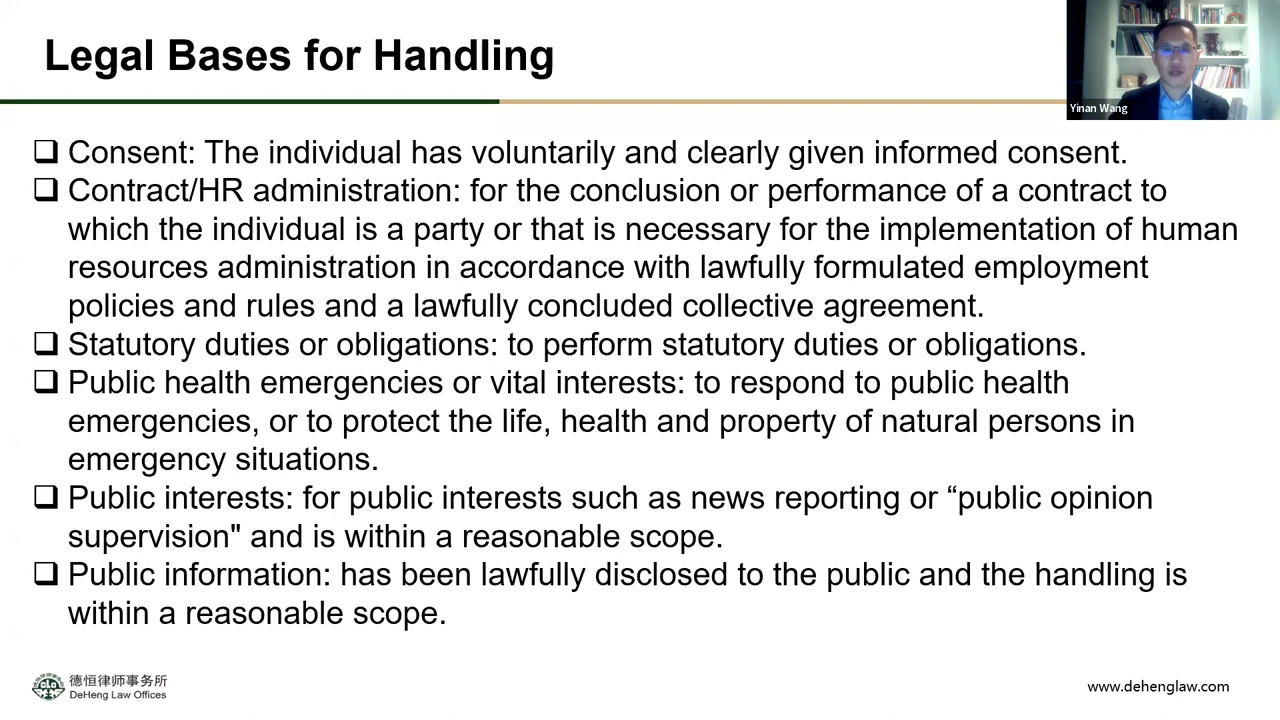 Legal Bases for Handling
Yinan Wang
❑ Consent: The individual has voluntarily and clearly given informed consent.
❑ Contract/HR administration: for the conclusion or performance of a contract to
which the individual is a party or that is necessary for the implementation of human
resources administration in accordance with lawfully formulated employment
policies and rules and a lawfully concluded collective agreement.
❑ Statutory duties or obligations: to perform statutory duties or obligations.
❑ Public health emergencies or vital interests: to respond to public health
emergencies, or to protect the life, health and property of natural persons in
emergency situations.
❑ Public interests: for public interests such as news reporting or “public opinion
supervision" and is within a reasonable scope.
❑ Public information: has been lawfully disclosed to the public and the handling is
within a reasonable scope.
德恒律师事务所
DeHeng Law Offices
www.dehenglaw.com